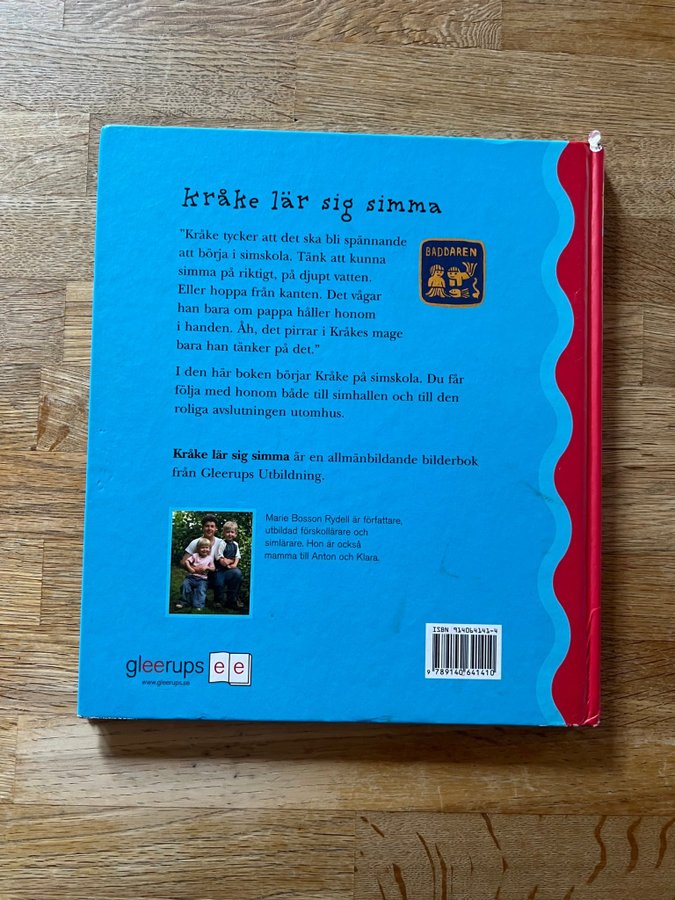 Kråke lär sig simma
"Kråke tycker att det ska bli spännande
att börja i simskola. Tänk att kunna
simma på riktigt, på djupt vatten.
Eller hoppa från kanten. Det vågar
han bara om pappa håller honom
i handen. Åh, det pirrar i Kråkes mage
bara han tänker på det."
BADDAREN
I den här boken börjar Kråke på simskola. Du får
följa med honom både till simhallen och till den
roliga avslutningen utomhus.
Kråke lär sig simma är en allmänbildande bilderbok
från Gleerups Utbildning.
Marie Bosson Rydell är författare,
utbildad förskollärare och
simlärare. Hon är också
mamma till Anton och Klara.
gleerups ee
www.gleerups.se
ISBN 914064141-4
9 789140 641410